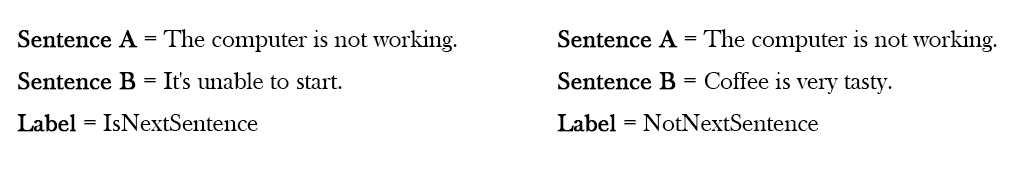 Sentence A = The computer is not working.
Sentence B = It's unable to start.
Label = IsNextSentence
Sentence A = The computer is not working.
Sentence B = Coffee is very tasty.
Label = NotNextSentence